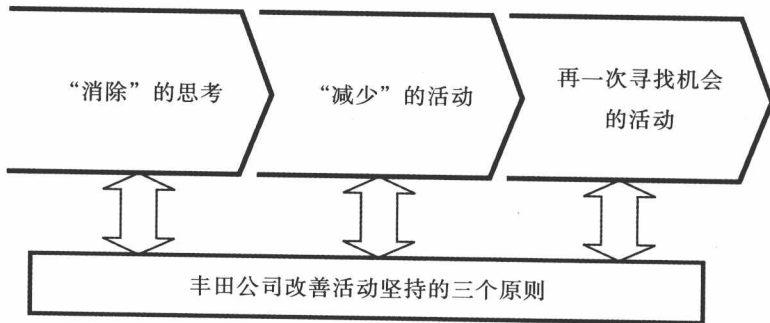 “消除”的思考
“减少”的活动
再一次寻找机会
的活动
丰田公司改善活动坚持的三个原则